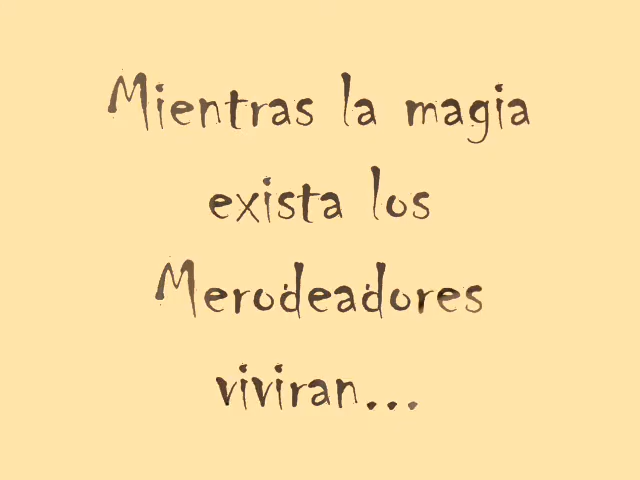 Mientras la magia
exista los
Merodeadores
viviran...